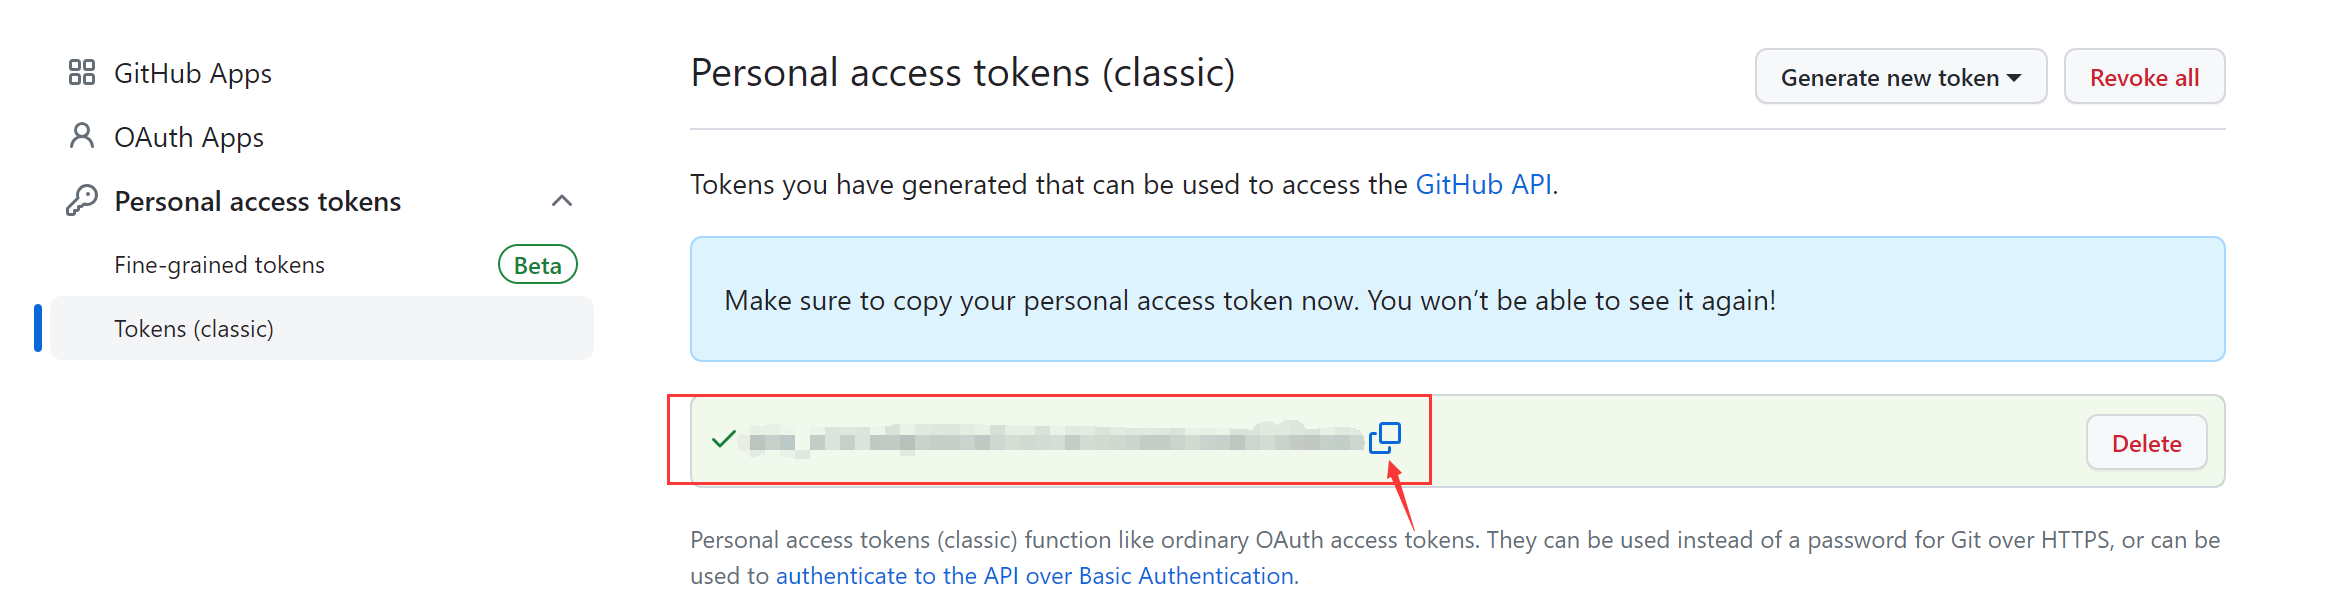 GitHub Apps
OAuth Apps
Personal access tokens
Fine-grained tokens
Beta
Tokens (classic)
Personal access tokens (classic)
Generate new token
Revoke all
Tokens you have generated that can be used to access the GitHub API.
Make sure to copy your personal access token now. You won’t be able to see it again!
Delete
Personal access tokens (classic) function like ordinary OAuth access tokens. They can be used instead of a password for Git over HTTPS, or can be
used to authenticate to the API over Basic Authentication.